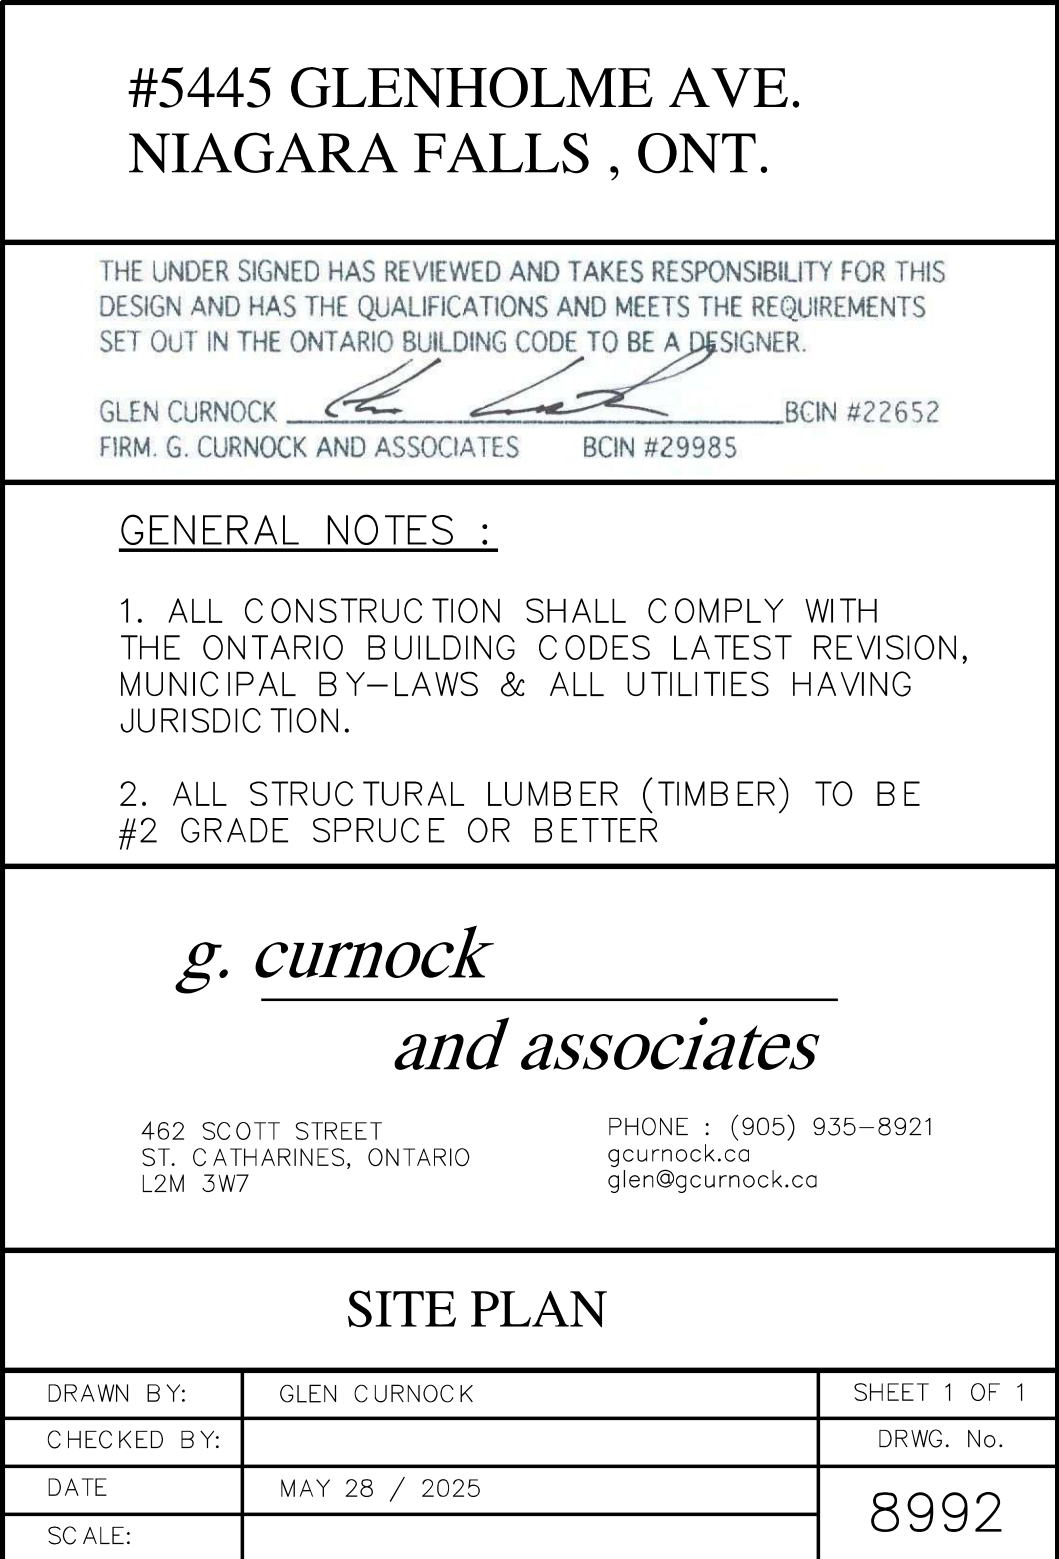 #5445 GLENHOLME AVE.
NIAGARA FALLS , ONT.
THE UNDER SIGNED HAS REVIEWED AND TAKES RESPONSIBILITY FOR THIS
DESIGN AND HAS THE QUALIFICATIONS AND MEETS THE REQUIREMENTS
SET OUT IN THE ONTARIO BUILDING CODE TO BE A DESIGNER.
GLEN CURNOCK BCIN #22652
FIRM. G. CURNOCK AND ASSOCIATES BCIN #29985
GENERAL NOTES :
1. ALL CONSTRUCTION SHALL COMPLY WITH
THE ONTARIO BUILDING CODES LATEST REVISION,
MUNICIPAL BY-LAWS & ALL UTILITIES HAVING
JURISDICTION.
2. ALL STRUCTURAL LUMBER (TIMBER) TO BE
#2 GRADE SPRUCE OR BETTER
g. curnock
and associates
462 SCOTT STREET
ST. CATHARINES, ONTARIO
L2M 3W7
PHONE : (905) 935-8921
gcurnock.ca
glen@gcurnock.ca
SITE PLAN
DRAWN BY: GLEN CURNOCK SHEET 1 OF 1
CHECKED BY: DRWG. No.
DATE MAY 28 / 2025
8992
SCALE: